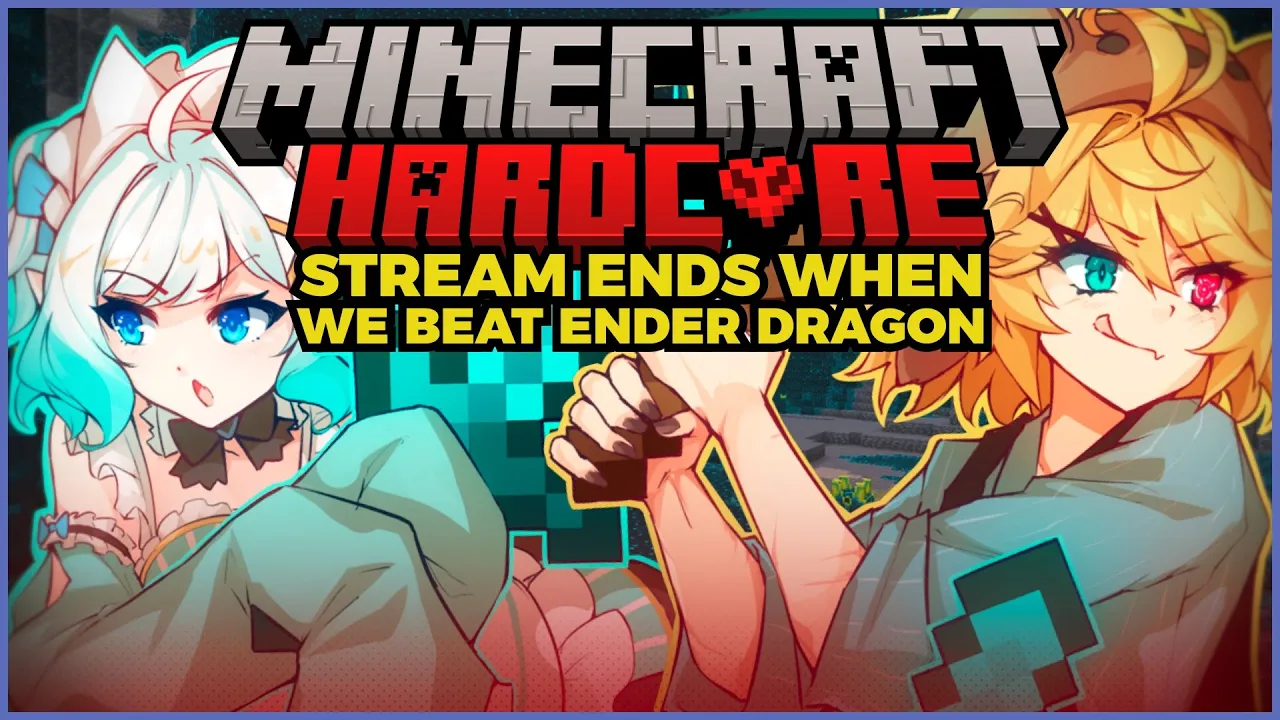 MINECRAFT
HARDCORE
STREAM ENDS WHEN
WE BEAT ENDER DRAGON